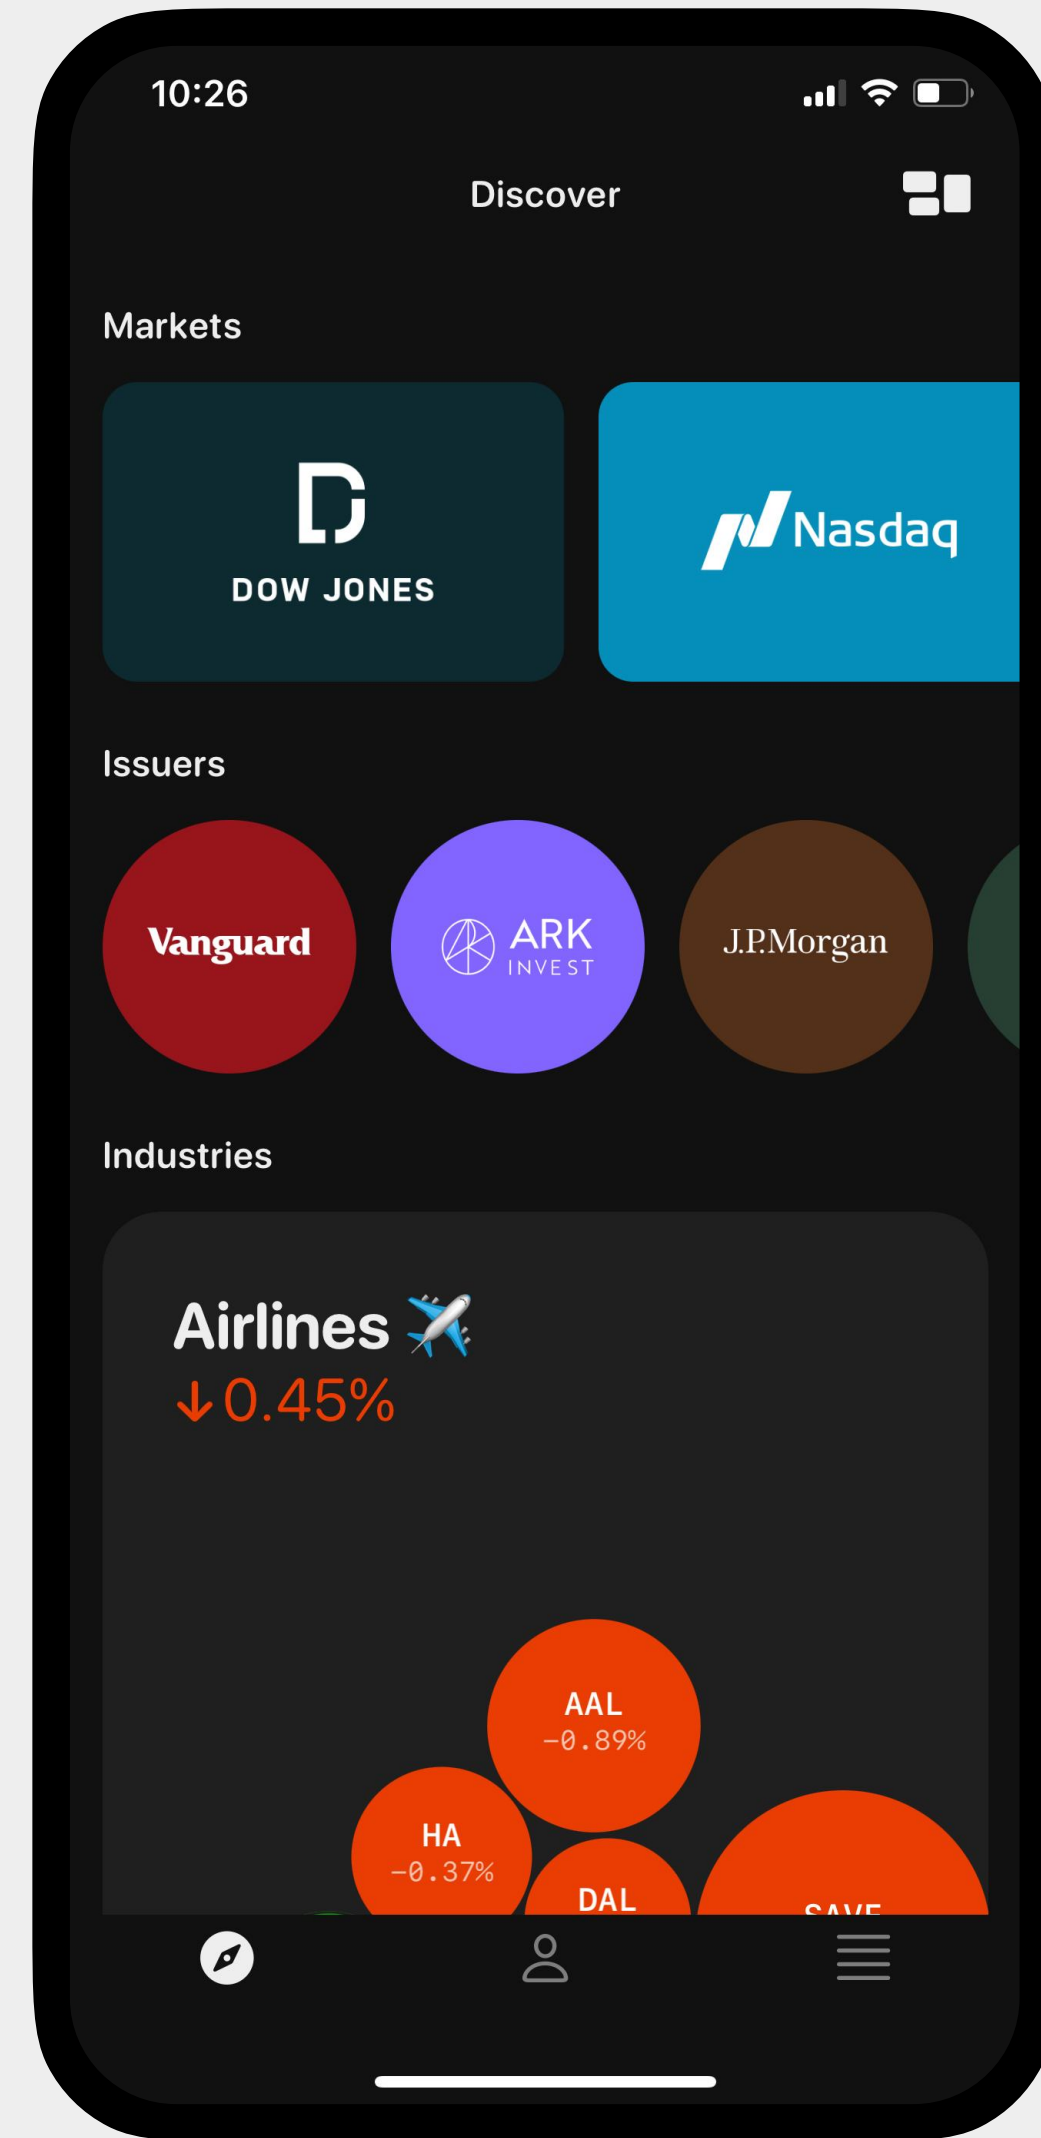 10:26
Discover
Markets
DOW JONES
Nasdaq
Issuers
Vanguard
ARK
INVEST
J.P.Morgan
Industries
Airlines
↓0.45%
AAL
-0.89%
HA
-0.37%
DAL
SAVE